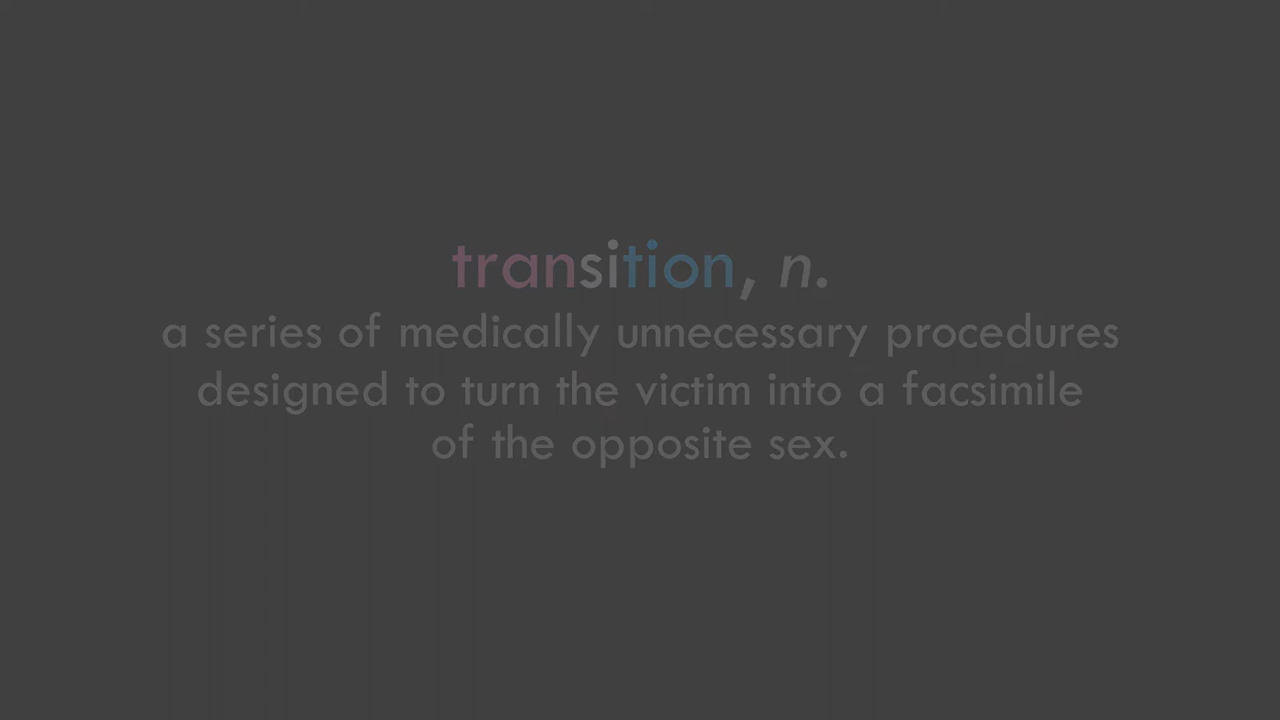 transition, n.
a series of medically unnecessary procedures
designed to turn the victim into a facsimile
of the opposite sex.